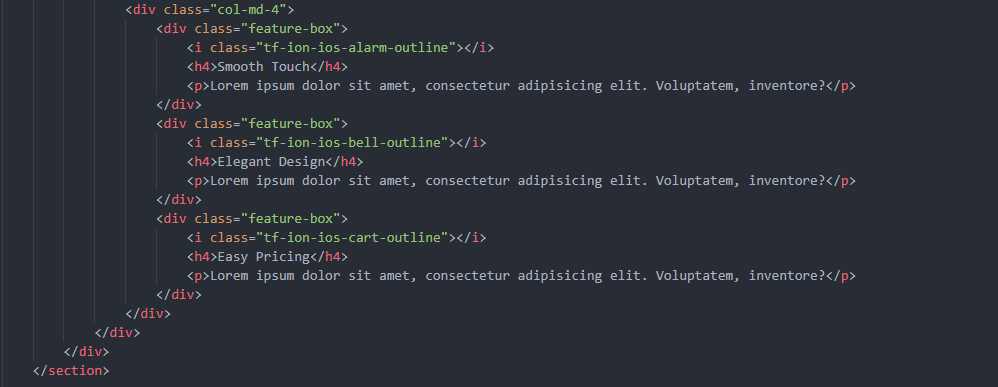 <div class="col-md-4">
<div class="feature-box">
<i class="tf-ion-ios-alarm-outline"></i>
<h4>Smooth Touch</h4>
<p>Lorem ipsum dolor sit amet, consectetur adipisicing elit. Voluptatem, inventore?</p>
</div>
<div class="feature-box">
<i class="tf-ion-ios-bell-outline"></i>
<h4>Elegant Design</h4>
<p>Lorem ipsum dolor sit amet, consectetur adipisicing elit. Voluptatem, inventore?</p>
</div>
<div class="feature-box">
<i class="tf-ion-ios-cart-outline"></i>
<h4>Easy Pricing</h4>
<p>Lorem ipsum dolor sit amet, consectetur adipisicing elit. Voluptatem, inventore?</p>
</div>
</div>
</div>
</div>
</section>